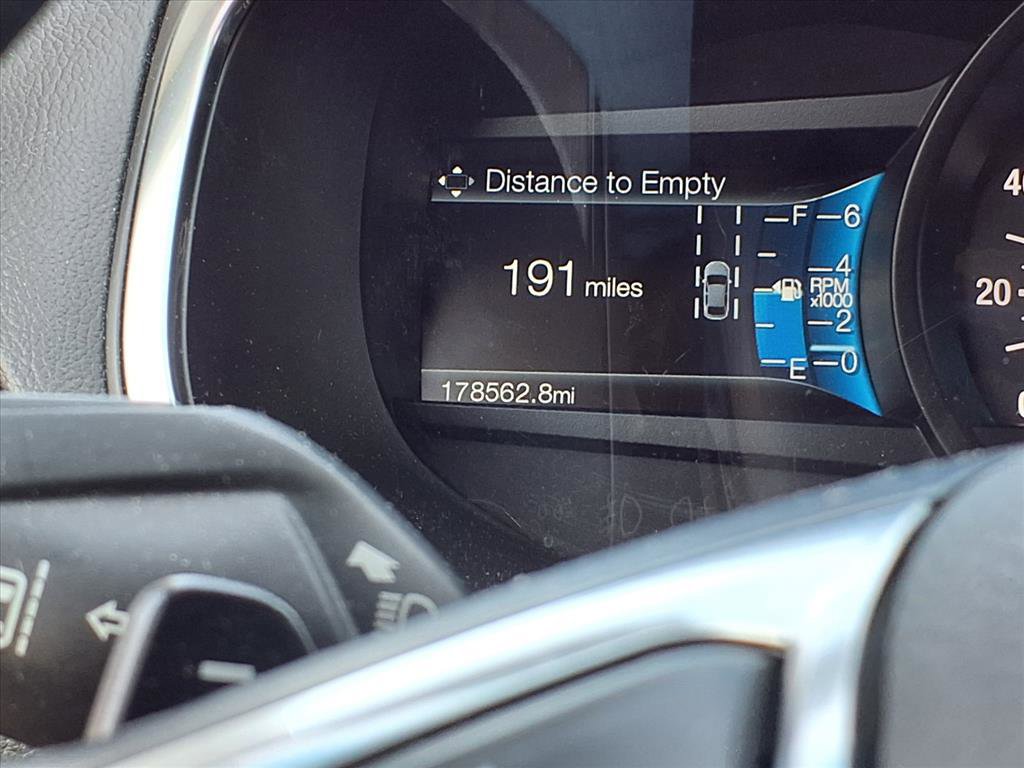 Distance to Empty
F
6
191 miles
4
RPM
x1000
2
E
0
178562.8mi
20